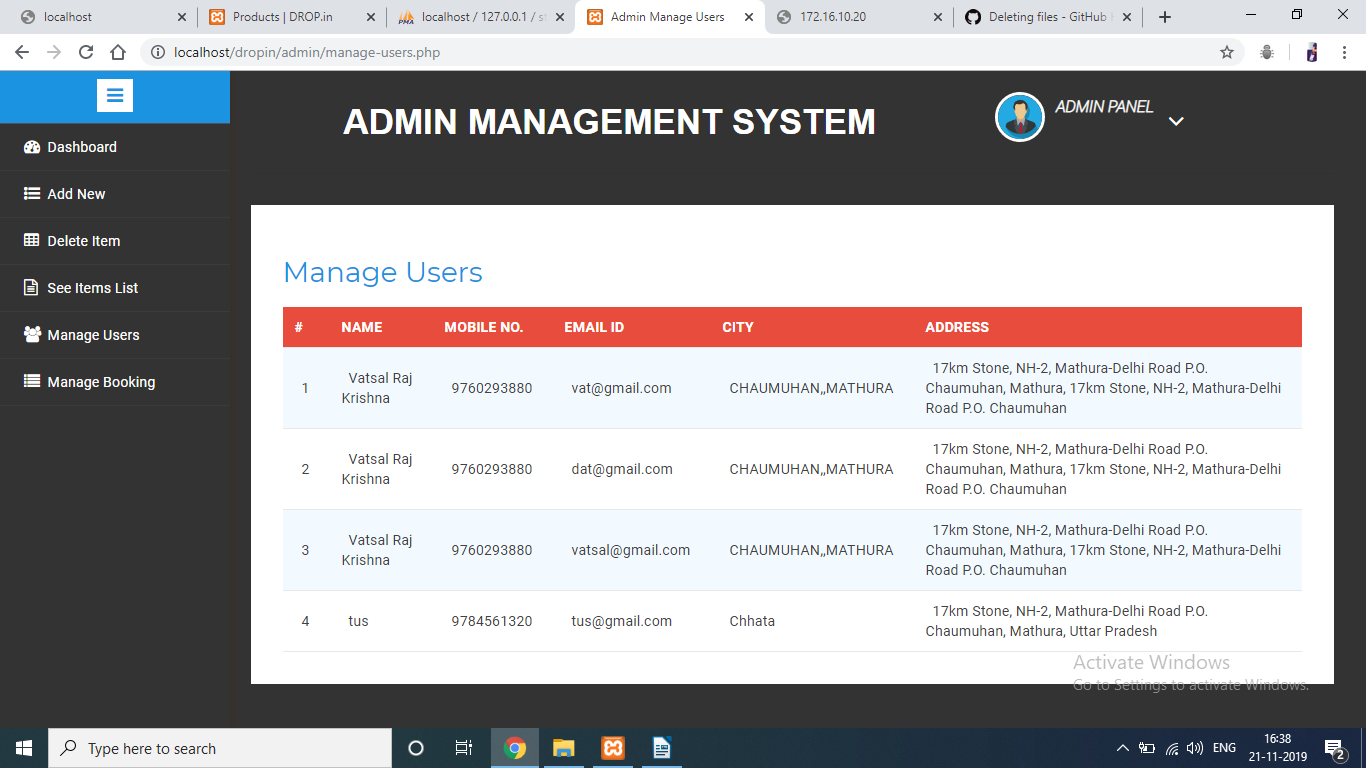 localhost
Products | DROP.in
PMA
localhost / 127.0.0.1 / st
Admin Manage Users
172.16.10.20
Deleting files - GitHub
localhost/dropin/admin/manage-users.php
ADMIN MANAGEMENT SYSTEM
ADMIN PANEL
Dashboard
Add New
Delete Item
See Items List
Manage Users
Manage Booking
Manage Users
# NAME MOBILE NO. EMAIL ID CITY ADDRESS
1 Vatsal Raj Krishna 9760293880 vat@gmail.com CHAUMUHAN,,MATHURA 17km Stone, NH-2, Mathura-Delhi Road P.O.
Chaumuhan, Mathura, 17km Stone, NH-2, Mathura-Delhi
Road P.O. Chaumuhan
2 Vatsal Raj Krishna 9760293880 dat@gmail.com CHAUMUHAN,,MATHURA 17km Stone, NH-2, Mathura-Delhi Road P.O.
Chaumuhan, Mathura, 17km Stone, NH-2, Mathura-Delhi
Road P.O. Chaumuhan
3 Vatsal Raj Krishna 9760293880 vatsal@gmail.com CHAUMUHAN,,MATHURA 17km Stone, NH-2, Mathura-Delhi Road P.O.
Chaumuhan, Mathura, 17km Stone, NH-2, Mathura-Delhi
Road P.O. Chaumuhan
4 tus 9784561320 tus@gmail.com Chhata 17km Stone, NH-2, Mathura-Delhi Road P.O.
Chaumuhan, Mathura, Uttar Pradesh
Activate Windows
Go to Settings to activate Windows.
Type here to search
ENG
16:38
21-11-2019
2